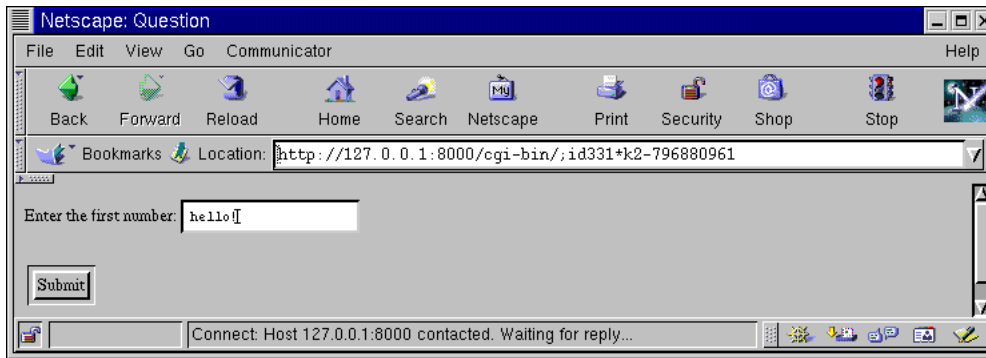 Netscape: Question
File Edit View Go Communicator Help
Back Forward Reload Home Search Netscape Print Security Shop Stop
My
N
Bookmarks Location: http://127.0.0.1:8000/cgi-bin/;id331*k2-796880961
Enter the first number: hello!
Submit
Connect: Host 127.0.0.1:8000 contacted. Waiting for reply...